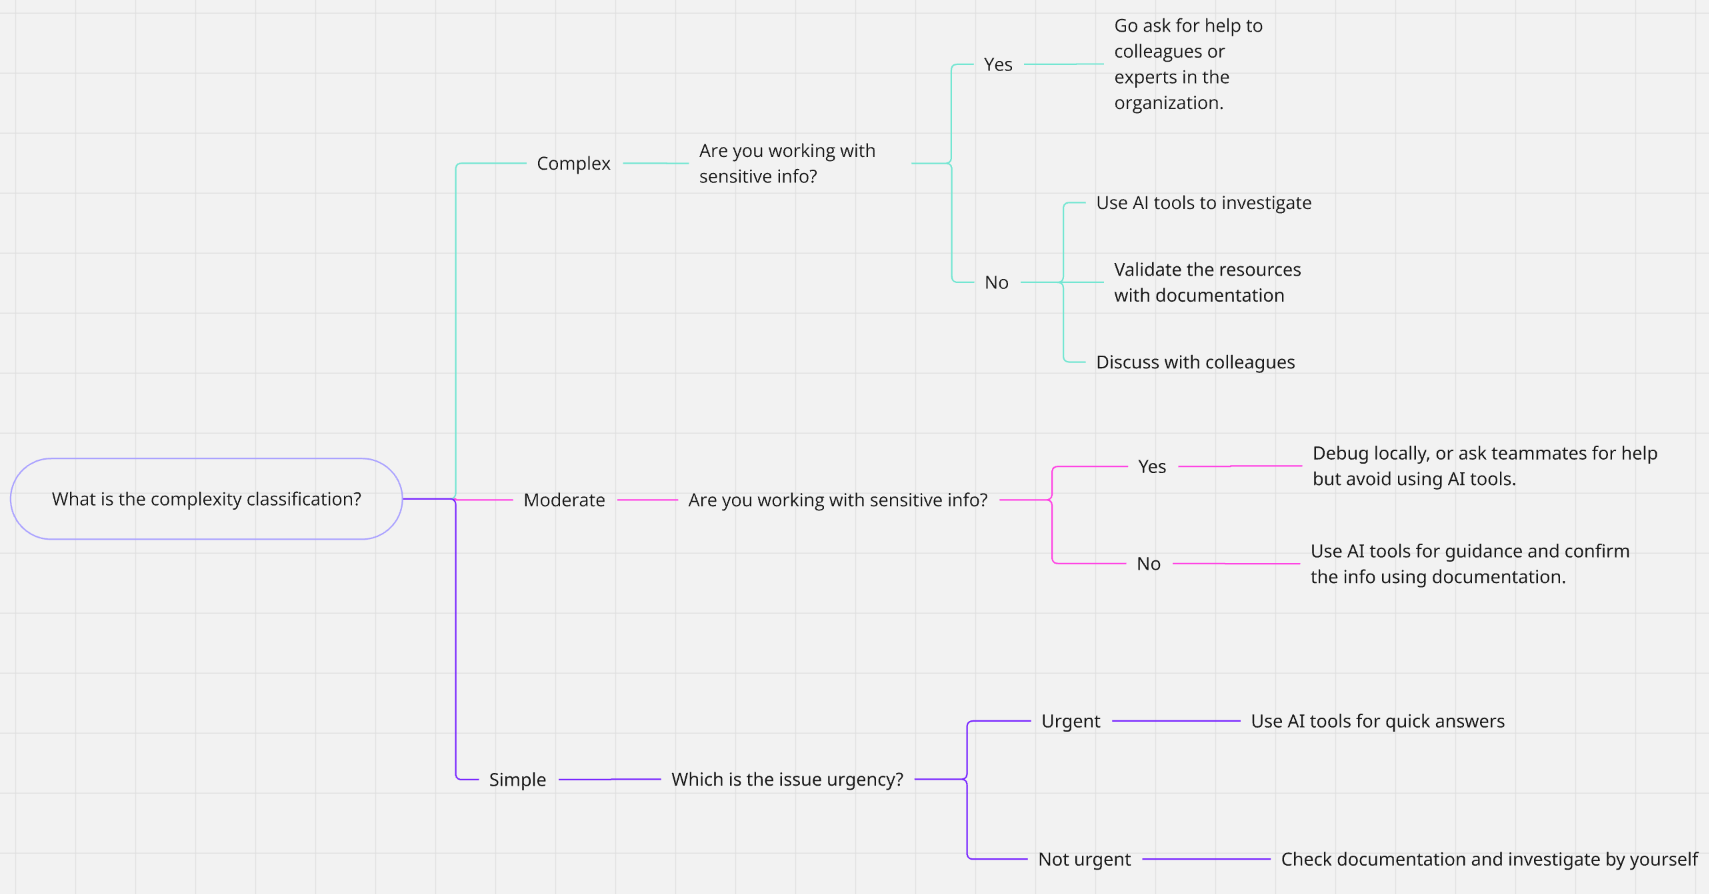 Go ask for help to
colleagues or
experts in the
organization.
Yes
Complex
Are you working with
sensitive info?
Use AI tools to investigate
No
Validate the resources
with documentation
Discuss with colleagues
What is the complexity classification?
Moderate
Are you working with sensitive info?
Yes
Debug locally, or ask teammates for help
but avoid using AI tools.
No
Use AI tools for guidance and confirm
the info using documentation.
Simple
Which is the issue urgency?
Urgent
Use AI tools for quick answers
Not urgent
Check documentation and investigate by yourself